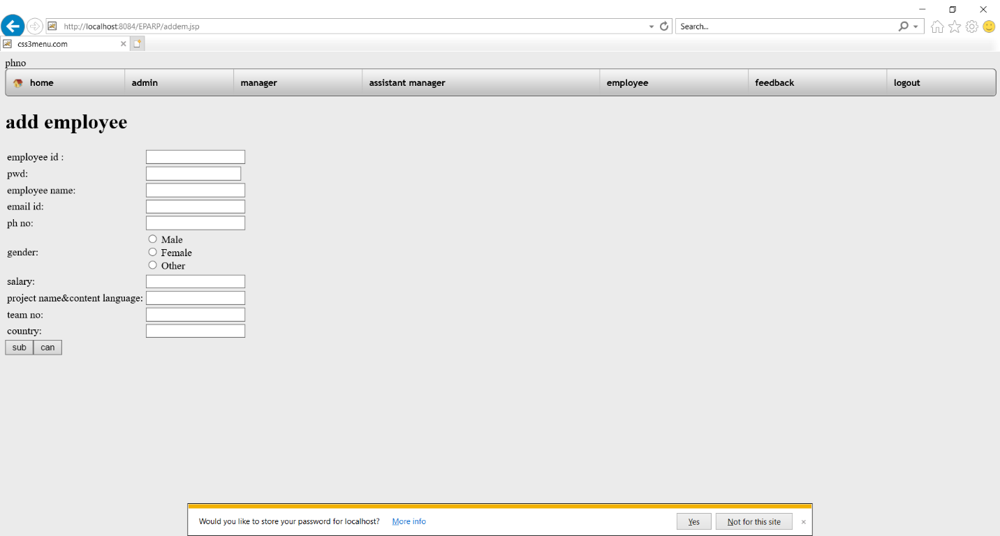 http://localhost:8084/EPARP/addem.jsp
Search...
css3menu.com
phno
home admin manager assistant manager employee feedback logout
add employee
employee id :
pwd:
employee name:
email id:
ph no:
Male
gender: Female
Other
salary:
project name&content language:
team no:
country:
sub can
Would you like to store your password for localhost? More info Yes Not for this site